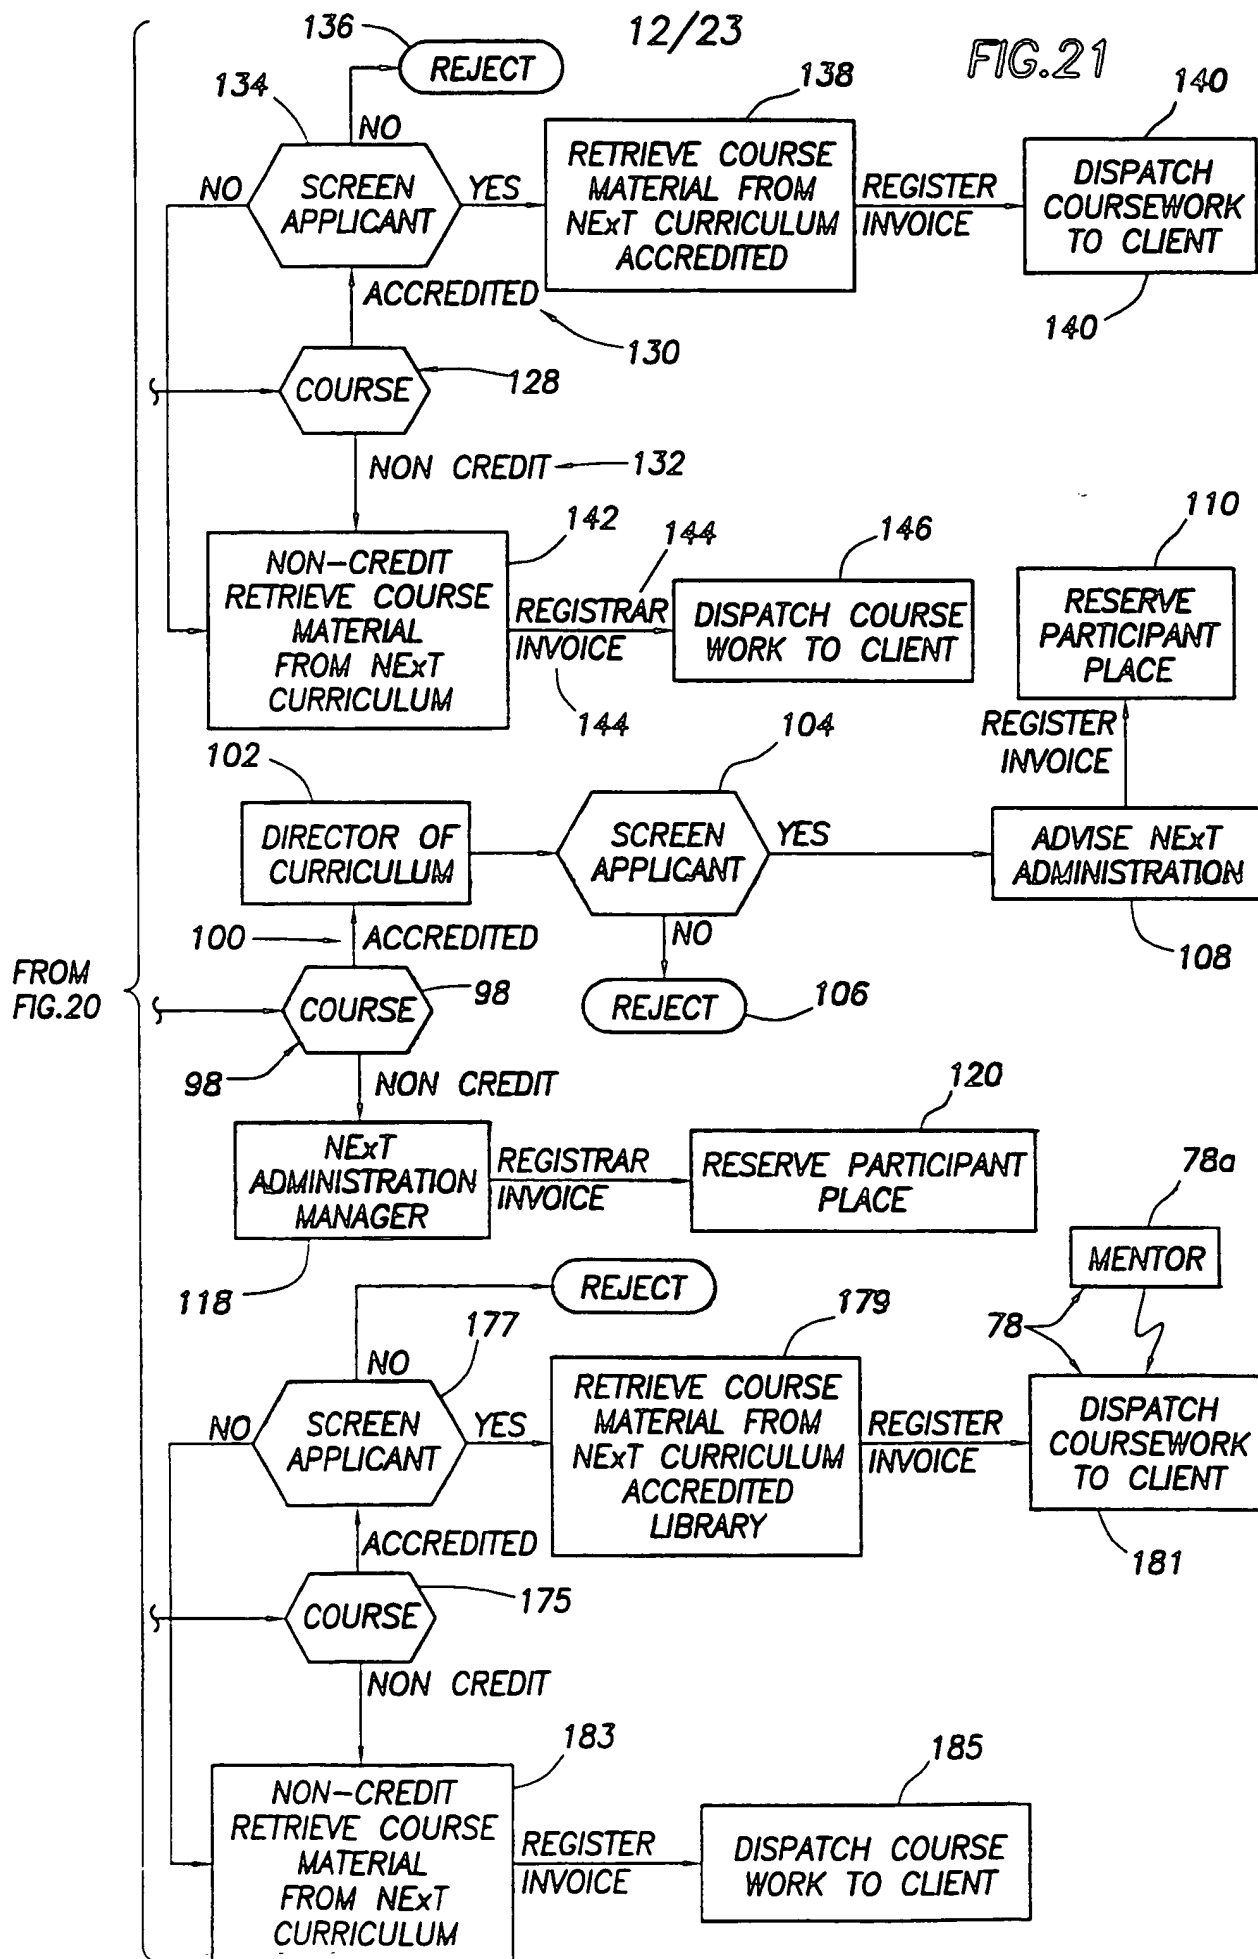 12/23
FIG.21
136
REJECT
134
NO
138
140
NO
SCREEN
APPLICANT
YES
RETRIEVE COURSE
MATERIAL FROM
NExT CURRICULUM
ACCREDITED
REGISTER
INVOICE
DISPATCH
COURSEWORK
TO CLIENT
140
ACCREDITED
130
COURSE
128
NON CREDIT
132
142
NON-CREDIT
RETRIEVE COURSE
MATERIAL
FROM NExT
CURRICULUM
144
REGISTRAR
INVOICE
144
146
DISPATCH COURSE
WORK TO CLIENT
110
RESERVE
PARTICIPANT
PLACE
REGISTER
INVOICE
102
DIRECTOR OF
CURRICULUM
104
SCREEN
APPLICANT
YES
ADVISE NExT
ADMINISTRATION
108
100
ACCREDITED
NO
REJECT
106
FROM
FIG.20
COURSE
98
98
NON CREDIT
NExT
ADMINISTRATION
MANAGER
118
REGISTRAR
INVOICE
120
RESERVE PARTICIPANT
PLACE
78a
MENTOR
78
REJECT
177
NO
179
NO
SCREEN
APPLICANT
YES
RETRIEVE COURSE
MATERIAL FROM
NExT CURRICULUM
ACCREDITED
LIBRARY
REGISTER
INVOICE
DISPATCH
COURSEWORK
TO CLIENT
181
ACCREDITED
COURSE
175
NON CREDIT
183
NON-CREDIT
RETRIEVE COURSE
MATERIAL
FROM NExT
CURRICULUM
REGISTER
INVOICE
185
DISPATCH COURSE
WORK TO CLIENT